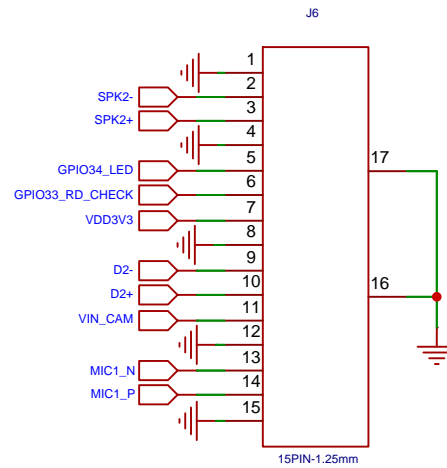 J6
1
SPK2- 2
SPK2+ 3
4
GPIO34_LED 5
17
GPIO33_RD_CHECK 6
VDD3V3 7
8
D2- 9
D2+ 10
16
VIN_CAM 11
12
MIC1_N 13
MIC1_P 14
15
15PIN-1.25mm